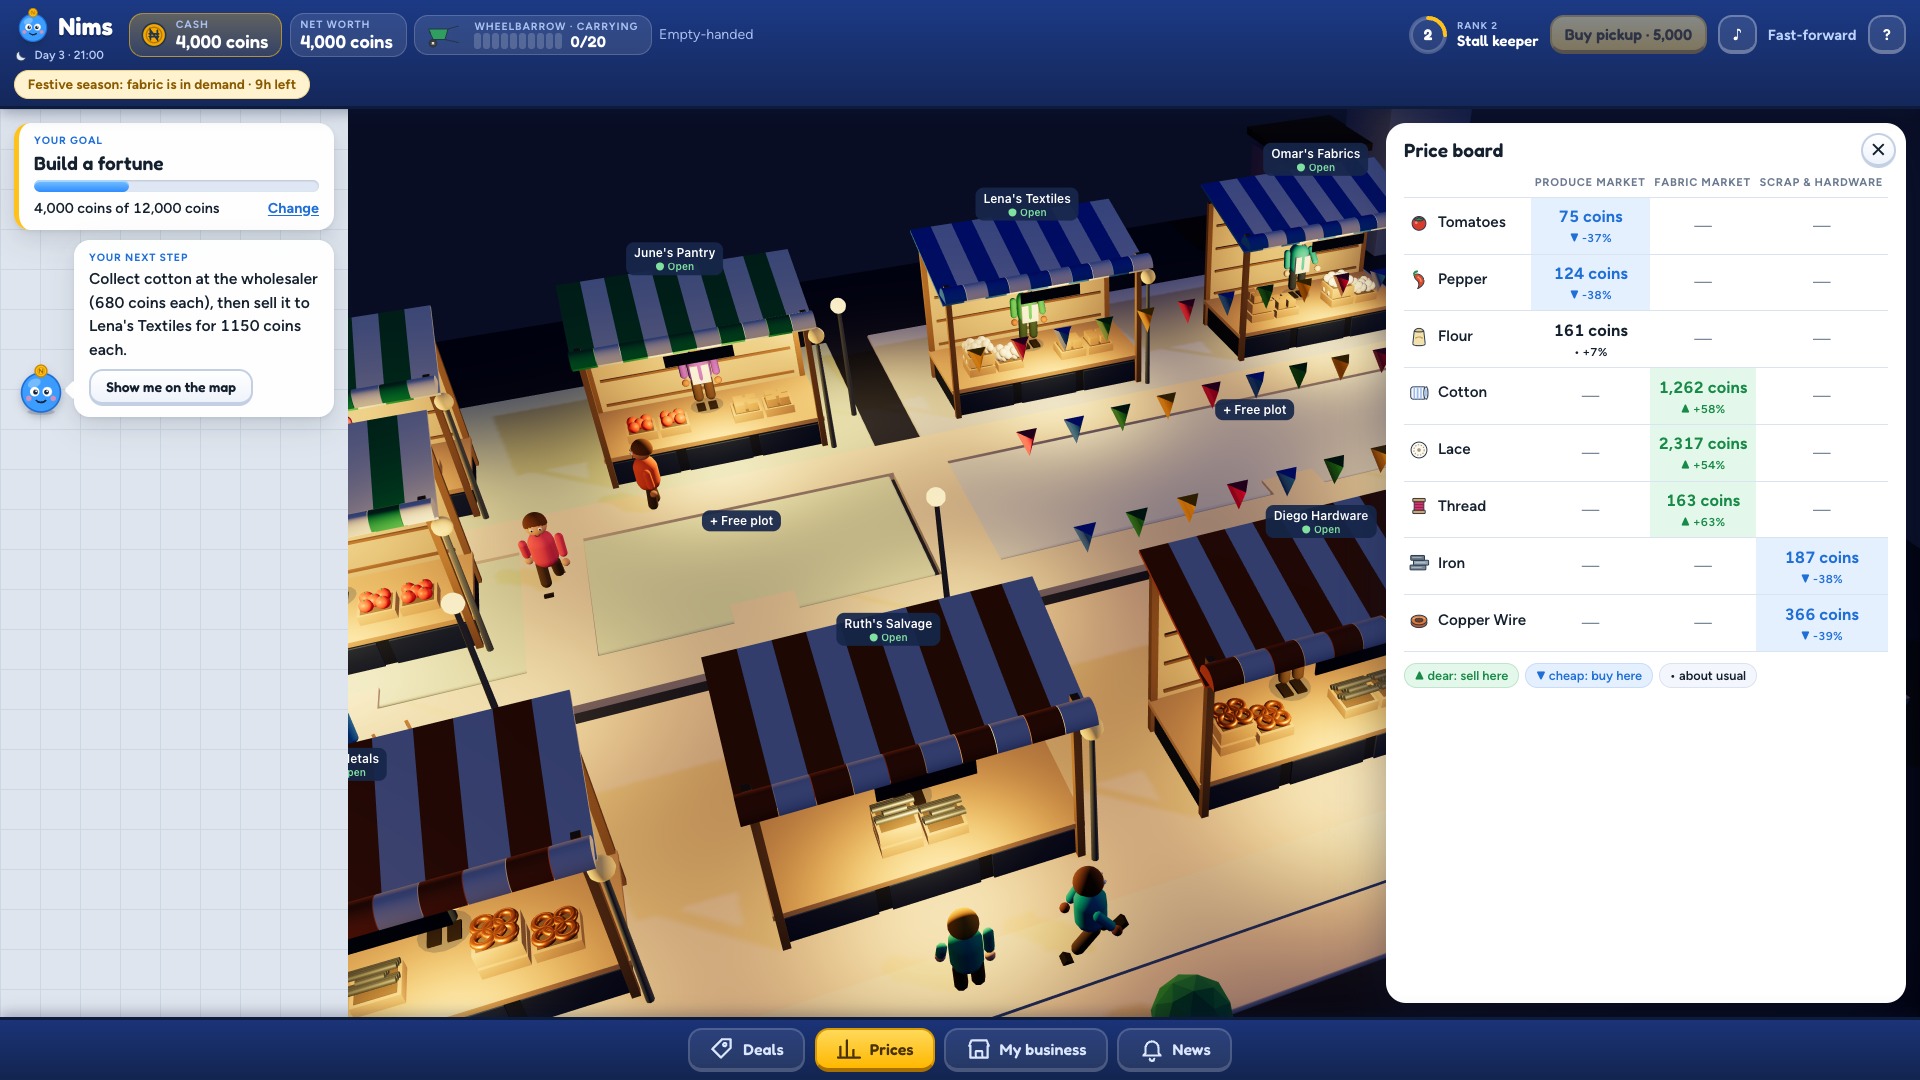 Nims
Day 3 · 21:00
CASH
4,000 coins
NET WORTH
4,000 coins
WHEELBARROW · CARRYING
0/20
Empty-handed
2
RANK 2
Stall keeper
Buy pickup · 5,000
♪
Fast-forward
?
Festive season: fabric is in demand · 9h left
YOUR GOAL
Build a fortune
4,000 coins of 12,000 coins
Change
YOUR NEXT STEP
Collect cotton at the wholesaler
(680 coins each), then sell it to
Lena's Textiles for 1150 coins
each.
Show me on the map
Omar's Fabrics
Open
Lena's Textiles
Open
June's Pantry
Open
+ Free plot
+ Free plot
Diego Hardware
Open
Ruth's Salvage
Open
etals
pen
Price board
PRODUCE MARKET FABRIC MARKET SCRAP & HARDWARE
Tomatoes 75 coins — —
▼ -37%
Pepper 124 coins — —
▼ -38%
Flour 161 coins — —
• +7%
Cotton — 1,262 coins —
▲ +58%
Lace — 2,317 coins —
▲ +54%
Thread — 163 coins —
▲ +63%
Iron — — 187 coins
▼ -38%
Copper Wire — — 366 coins
▼ -39%
▲ dear: sell here ▼ cheap: buy here • about usual
Deals
Prices
My business
News